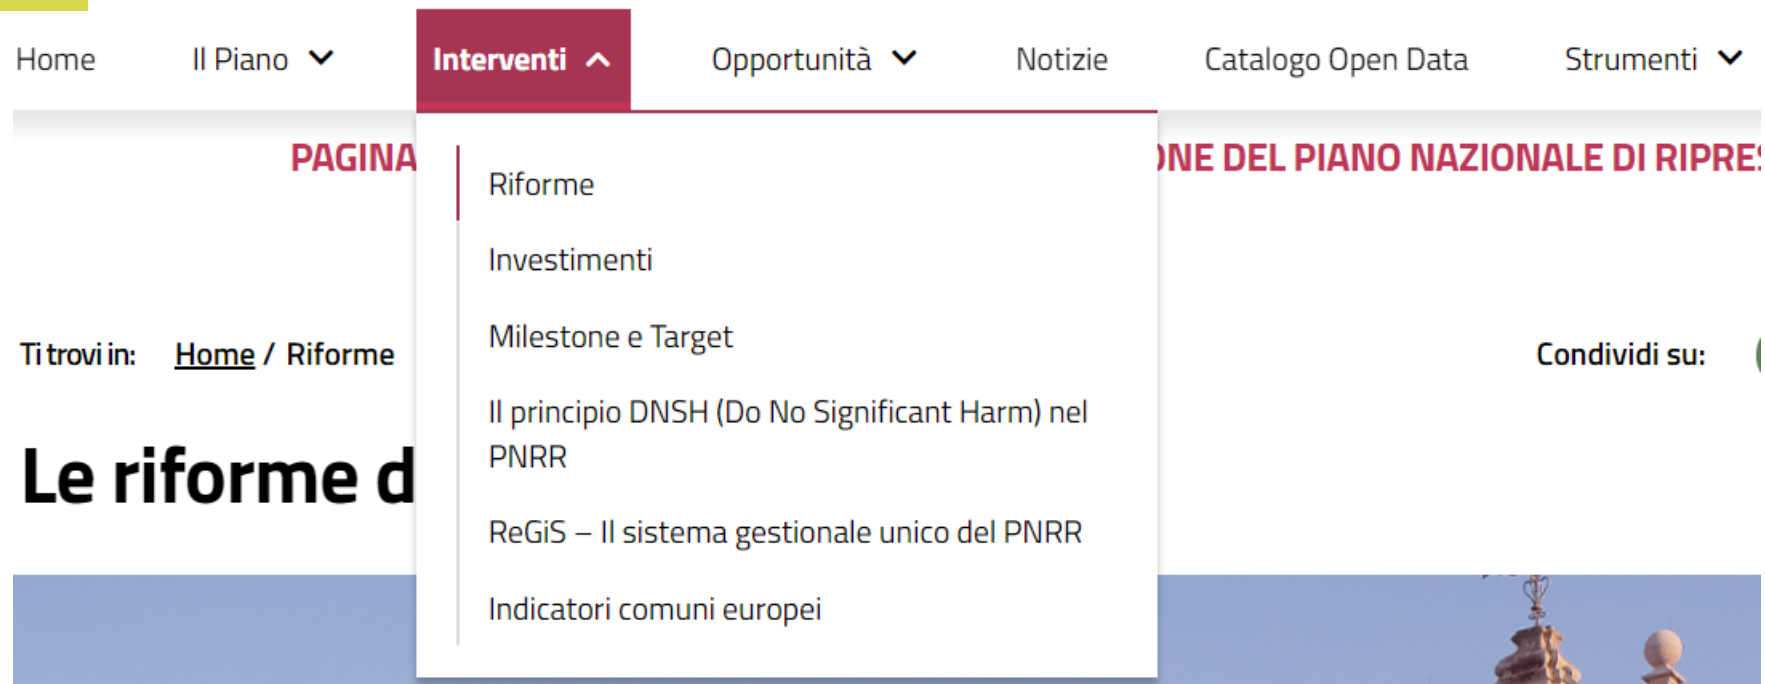 Home Il Piano Interventi Opportunità Notizie Catalogo Open Data Strumenti
PAGINA DEL PIANO NAZIONALE DI
Riforme
Investimenti
Milestone e Target
Il principio DNSH (Do No Significant Harm) nel
PNRR
ReGiS – Il sistema gestionale unico del PNRR
Indicatori comuni europei
Ti trovi in: Home / Riforme
Condividi su:
Le riforme